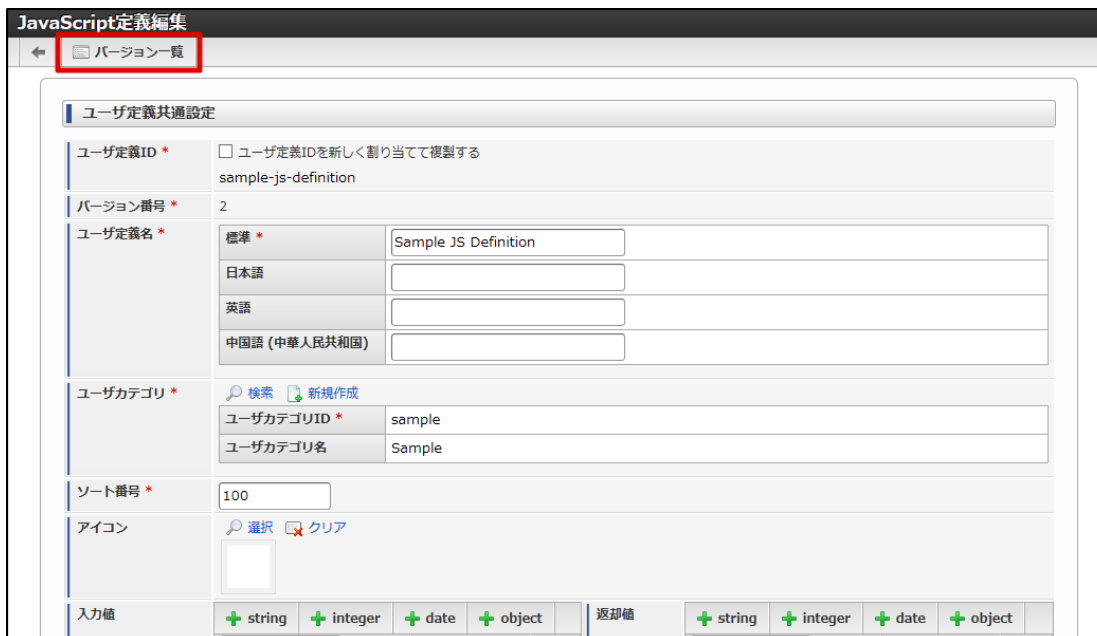 JavaScript定義編集
バージョン一覧
ユーザ定義共通設定
ユーザ定義ID *
ユーザ定義IDを新しく割り当てて複製する
sample-js-definition
バージョン番号 *
2
ユーザ定義名 *
標準 *
Sample JS Definition
日本語
英語
中国語 (中華人民共和国)
ユーザカテゴリ *
検索 新規作成
ユーザカテゴリID *
sample
ユーザカテゴリ名
Sample
ソート番号 *
100
アイコン
選択 クリア
入力値
string integer date object
返却値
string integer date object